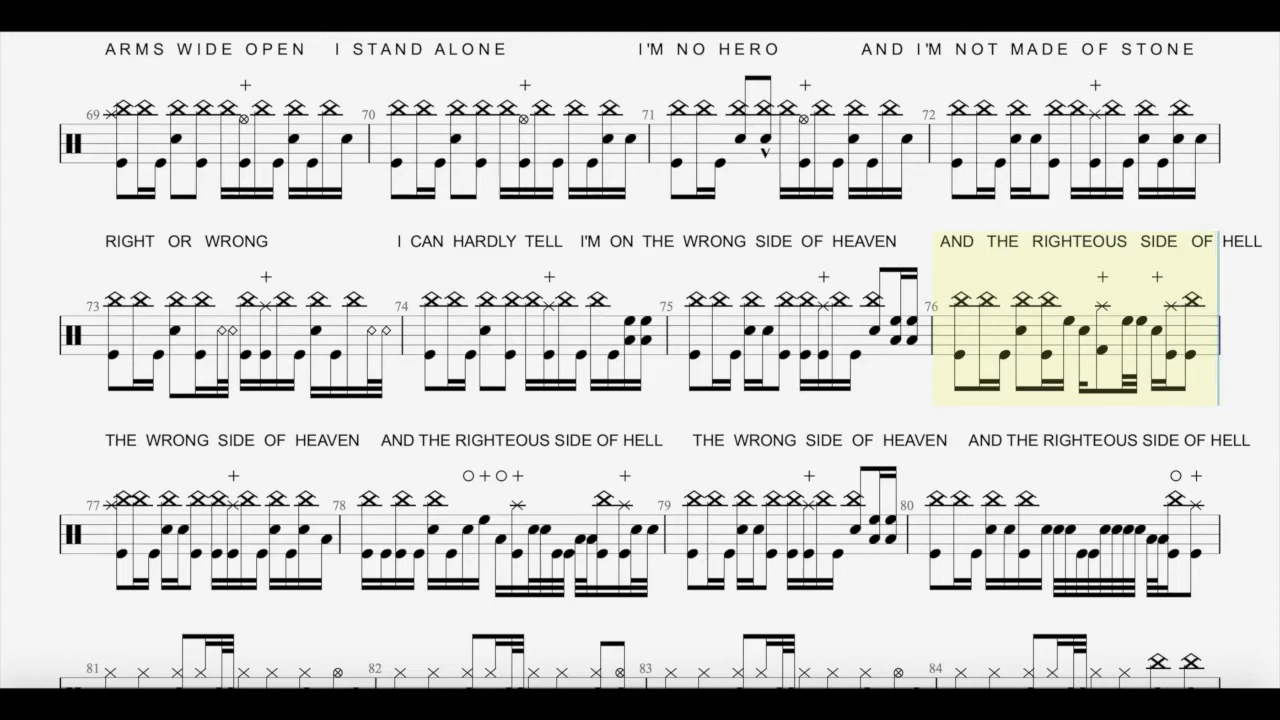 ARMS WIDE OPEN I STAND ALONE I'M NO HERO AND I'M NOT MADE OF STONE
69 70 71 72
RIGHT OR WRONG I CAN HARDLY TELL I'M ON THE WRONG SIDE OF HEAVEN AND THE RIGHTEOUS SIDE OF HELL
73 74 75 76
THE WRONG SIDE OF HEAVEN AND THE RIGHTEOUS SIDE OF HELL THE WRONG SIDE OF HEAVEN AND THE RIGHTEOUS SIDE OF HELL
77 78 79 80
81 82 83 84